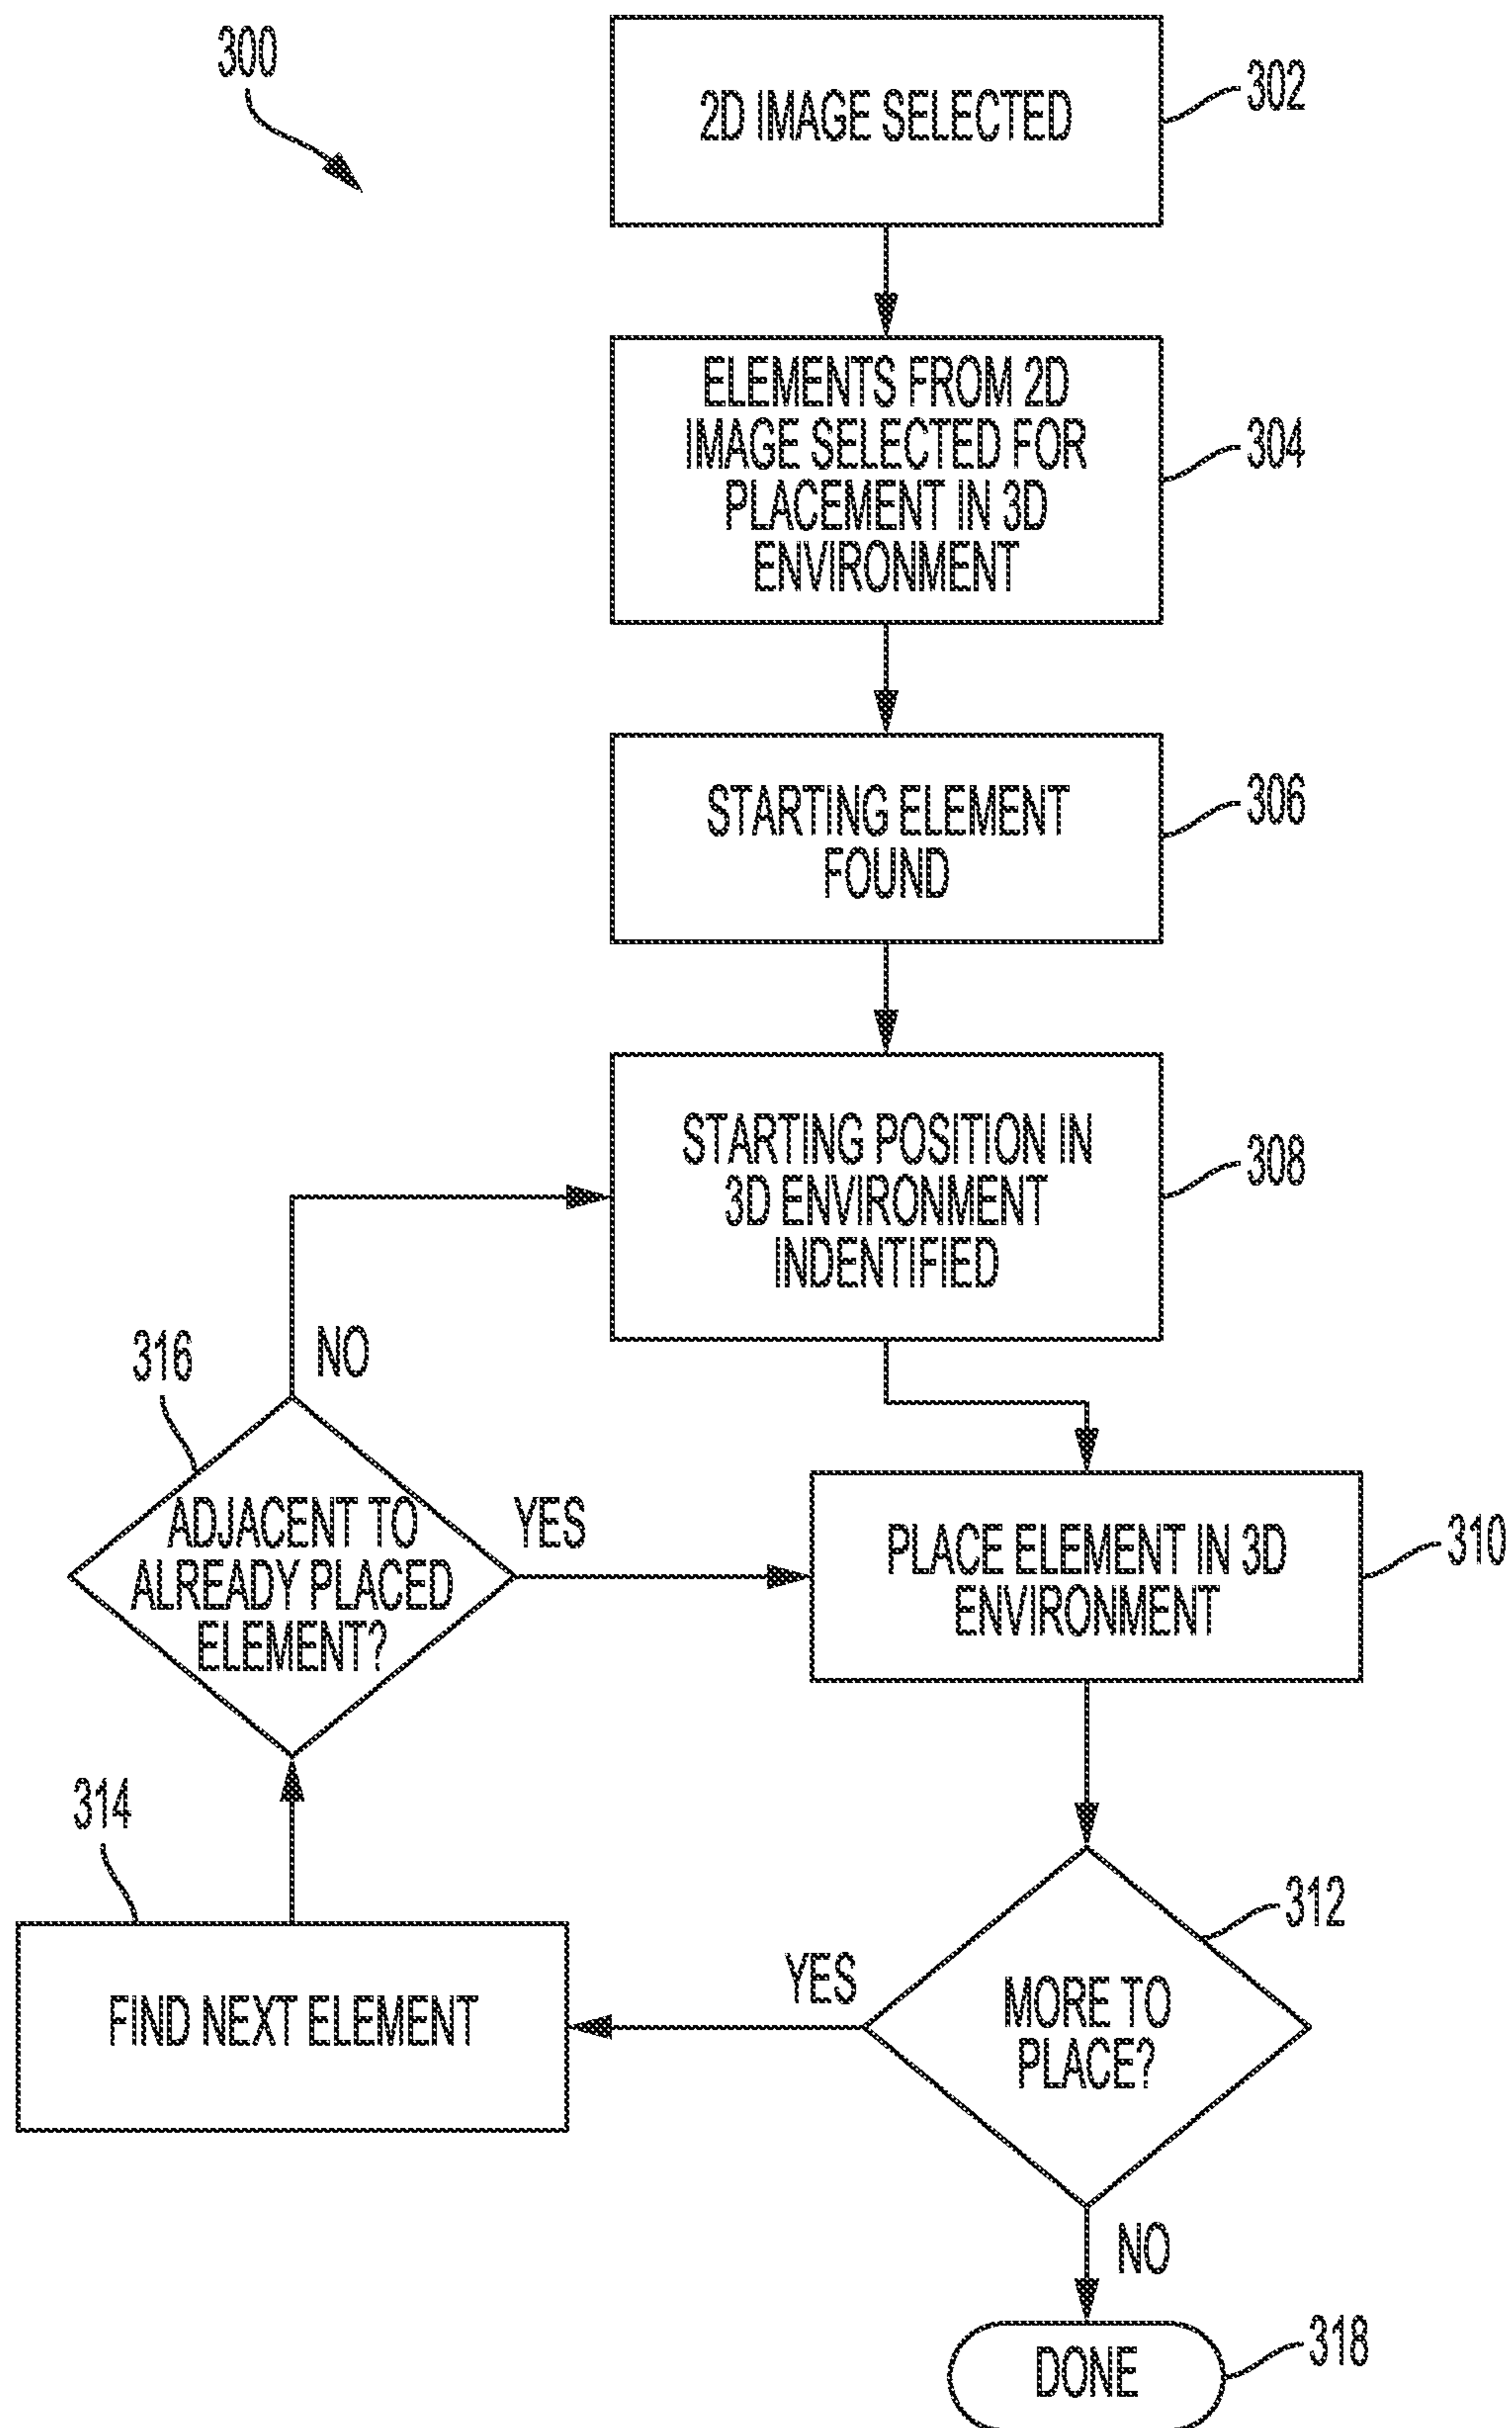 300
2D IMAGE SELECTED
302
ELEMENTS FROM 2D
IMAGE SELECTED FOR
PLACEMENT IN 3D
ENVIRONMENT
304
STARTING ELEMENT
FOUND
306
STARTING POSITION IN
3D ENVIRONMENT
INDENTIFIED
308
NO
316
ADJACENT TO
ALREADY PLACED
ELEMENT?
YES
PLACE ELEMENT IN 3D
ENVIRONMENT
310
314
FIND NEXT ELEMENT
YES
MORE TO
PLACE?
312
NO
DONE
318